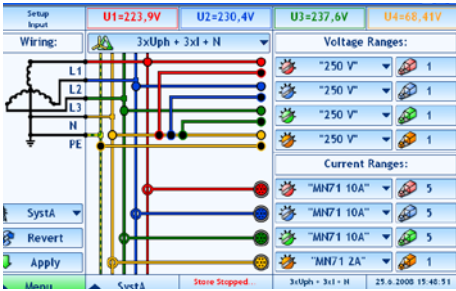 Setup Input
U1=223,9V
U2=230,4V
U3=237,6V
U4=68.41V
Wiring:
3xUph + 3xI + N
Voltage Ranges:
L1
L2
L3
N
PE
"250 V" 1
"250 V" 1
"250 V" 1
"250 V" 1
Current Ranges:
"MN71 10A" 5
"MN71 10A" 5
"MN71 10A" 5
"MN71 2A" 1
SystA
Revert
Apply
Menu
SystA
Store Stopped...
3xUph + 3xI + N
25.6.2008 15:48:51